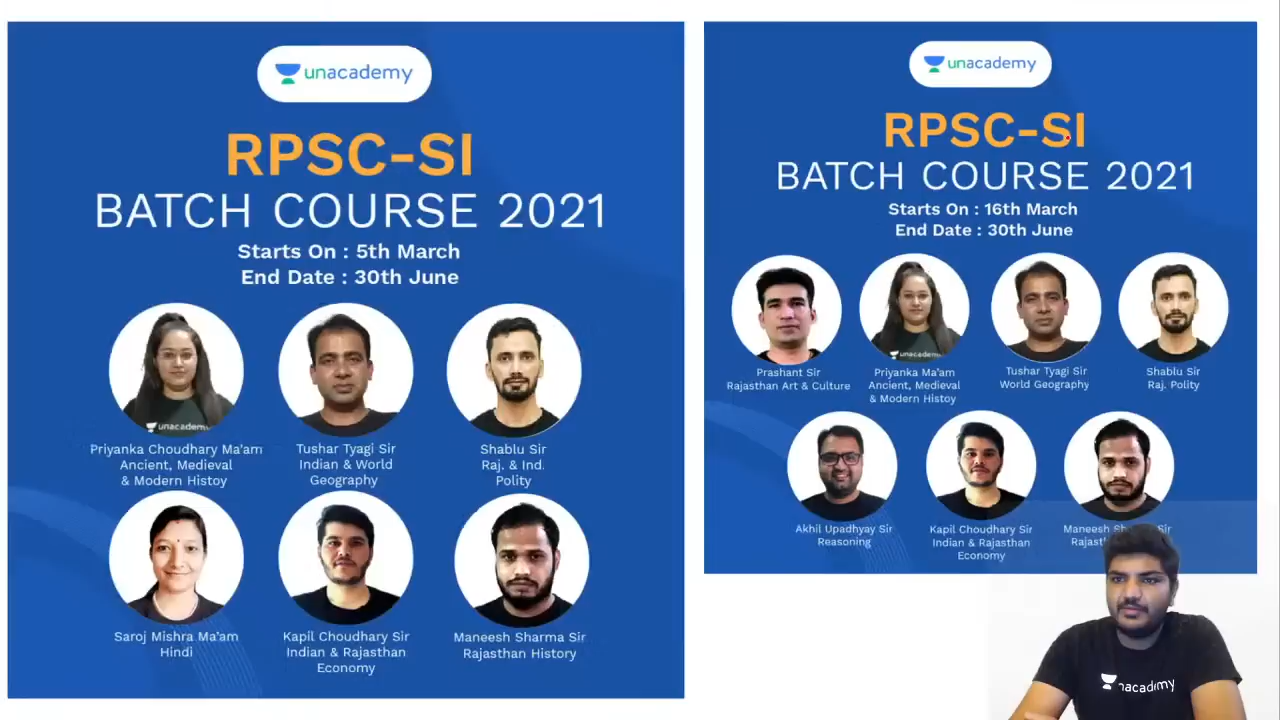 unacademy
RPSC-SI
BATCH COURSE 2021
Starts On : 5th March
End Date : 30th June
unacademy
Priyanka Choudhary Ma'am
Ancient, Medieval
& Modern Histoy
Tushar Tyagi Sir
Indian & World
Geography
Shablu Sir
Raj. & Ind.
Polity
Saroj Mishra Ma'am
Hindi
Kapil Choudhary Sir
Indian & Rajasthan
Economy
Maneesh Sharma Sir
Rajasthan History
unacademy
RPSC-SI
BATCH COURSE 2021
Starts On : 16th March
End Date : 30th June
Prashant Sir
Rajasthan Art & Culture
unacademy
Priyanka Ma'am
Ancient, Medieval
& Modern Histoy
Tushar Tyagi Sir
World Geography
Shablu Sir
Raj. Polity
Akhil Upadhyay Sir
Reasoning
Kapil Choudhary Sir
Indian & Rajasthan
Economy
Maneesh Sir
unacademy